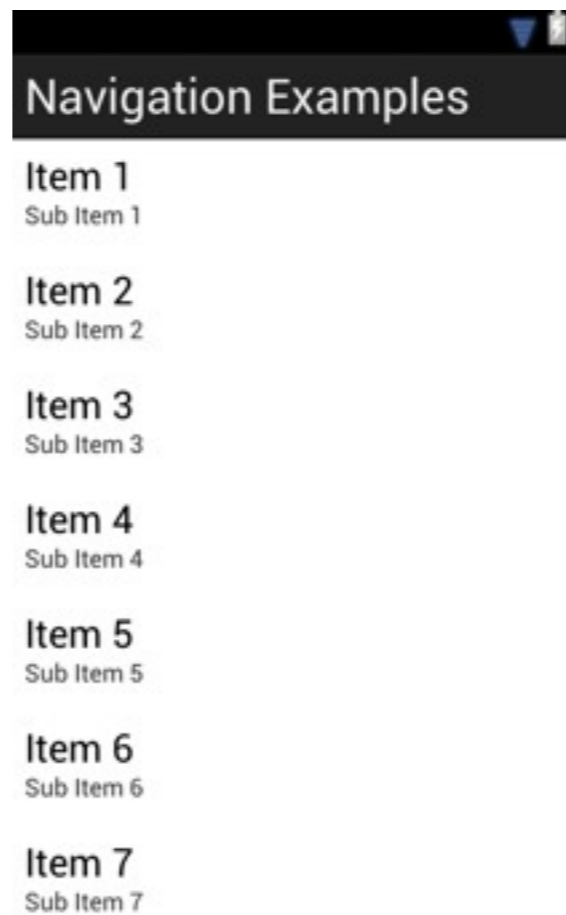 Navigation Examples
Item 1
Sub Item 1
Item 2
Sub Item 2
Item 3
Sub Item 3
Item 4
Sub Item 4
Item 5
Sub Item 5
Item 6
Sub Item 6
Item 7
Sub Item 7